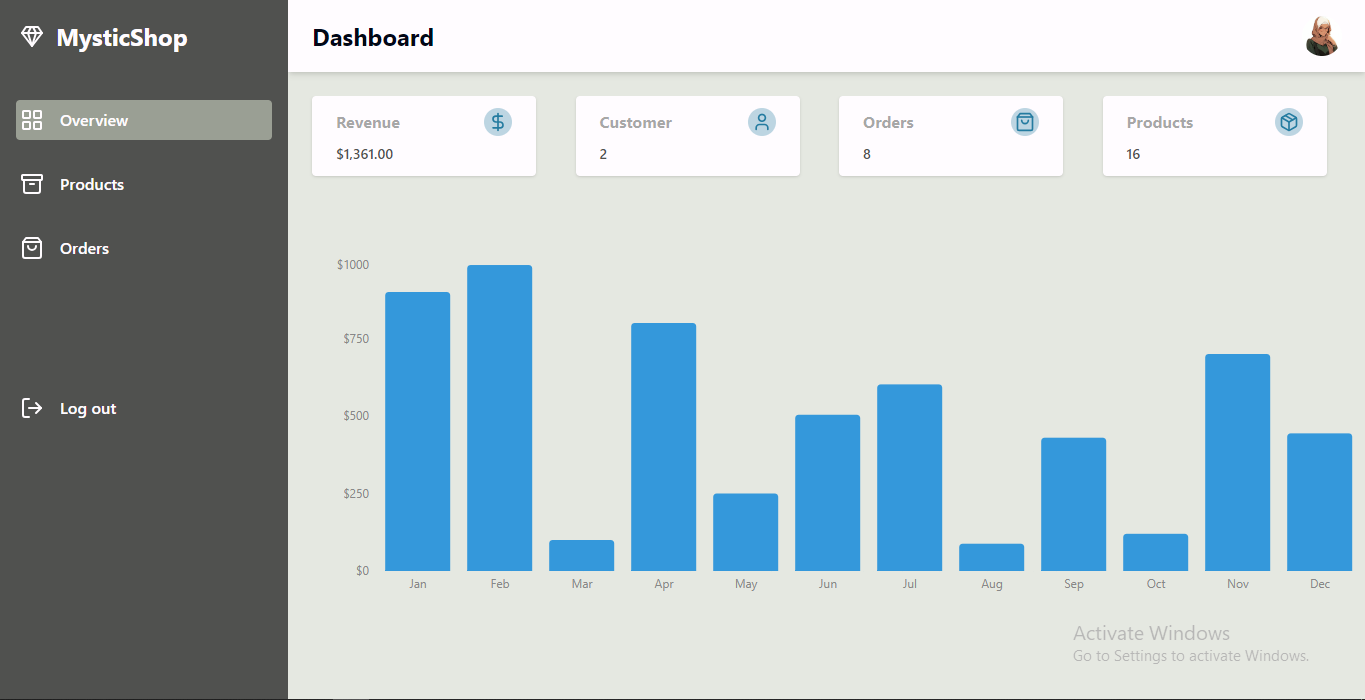 MysticShop
Overview
Products
Orders
Log out
Dashboard
Revenue
$1,361.00
Customer
2
Orders
8
Products
16
$1000
$750
$500
$250
$0
Jan Feb Mar Apr May Jun Jul Aug Sep Oct Nov Dec
Activate Windows
Go to Settings to activate Windows.